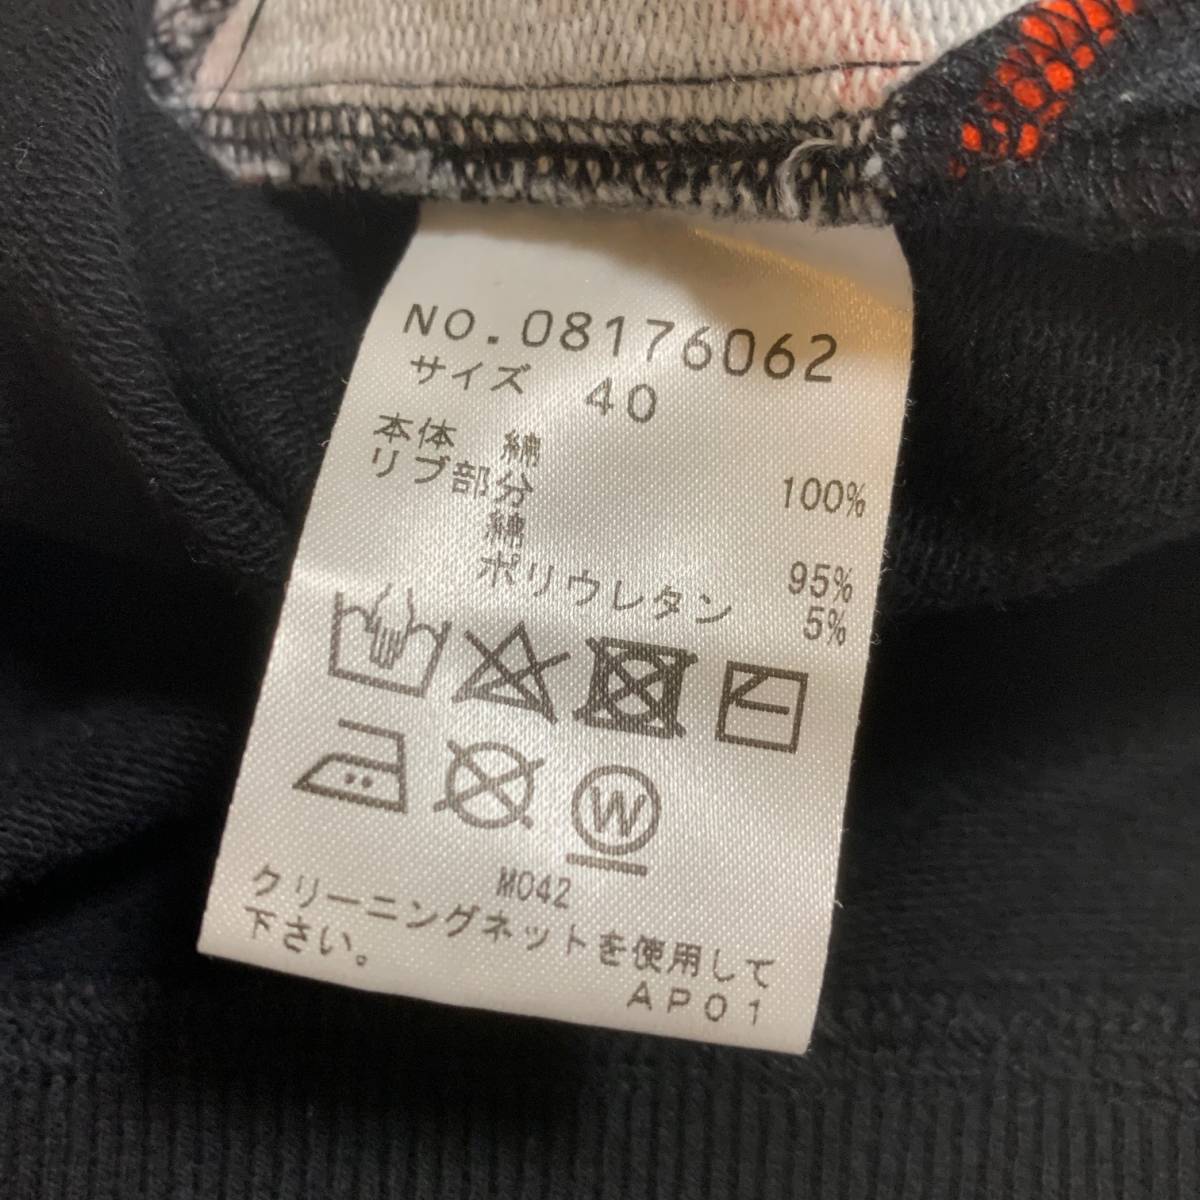 No.08176062
サイズ 40
本体 綿 100%
リブ部分
綿 95%
ポリウレタン 5%
W
M042
クリーニングネットを使用して
下さい。
AP01